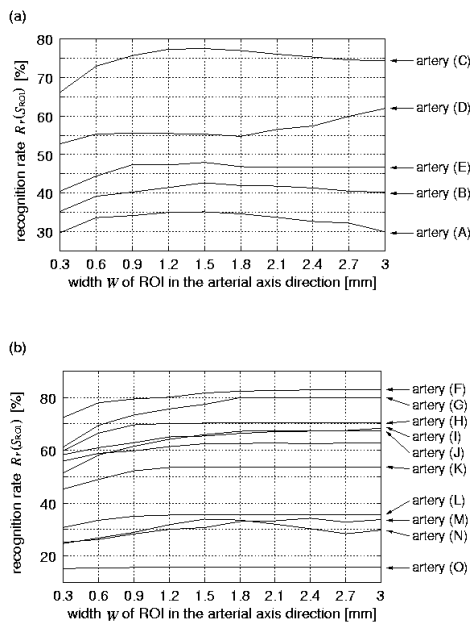 (a)
recognition rate Rr(SROI) [%]
80
70
60
50
40
30
0.3 0.6 0.9 1.2 1.5 1.8 2.1 2.4 2.7 3
width W of ROI in the arterial axis direction [mm]
artery (C)
artery (D)
artery (E)
artery (B)
artery (A)
(b)
recognition rate Rr(SROI) [%]
80
60
40
20
0.3 0.6 0.9 1.2 1.5 1.8 2.1 2.4 2.7 3
width W of ROI in the arterial axis direction [mm]
artery (F)
artery (G)
artery (H)
artery (I)
artery (J)
artery (K)
artery (L)
artery (M)
artery (N)
artery (O)